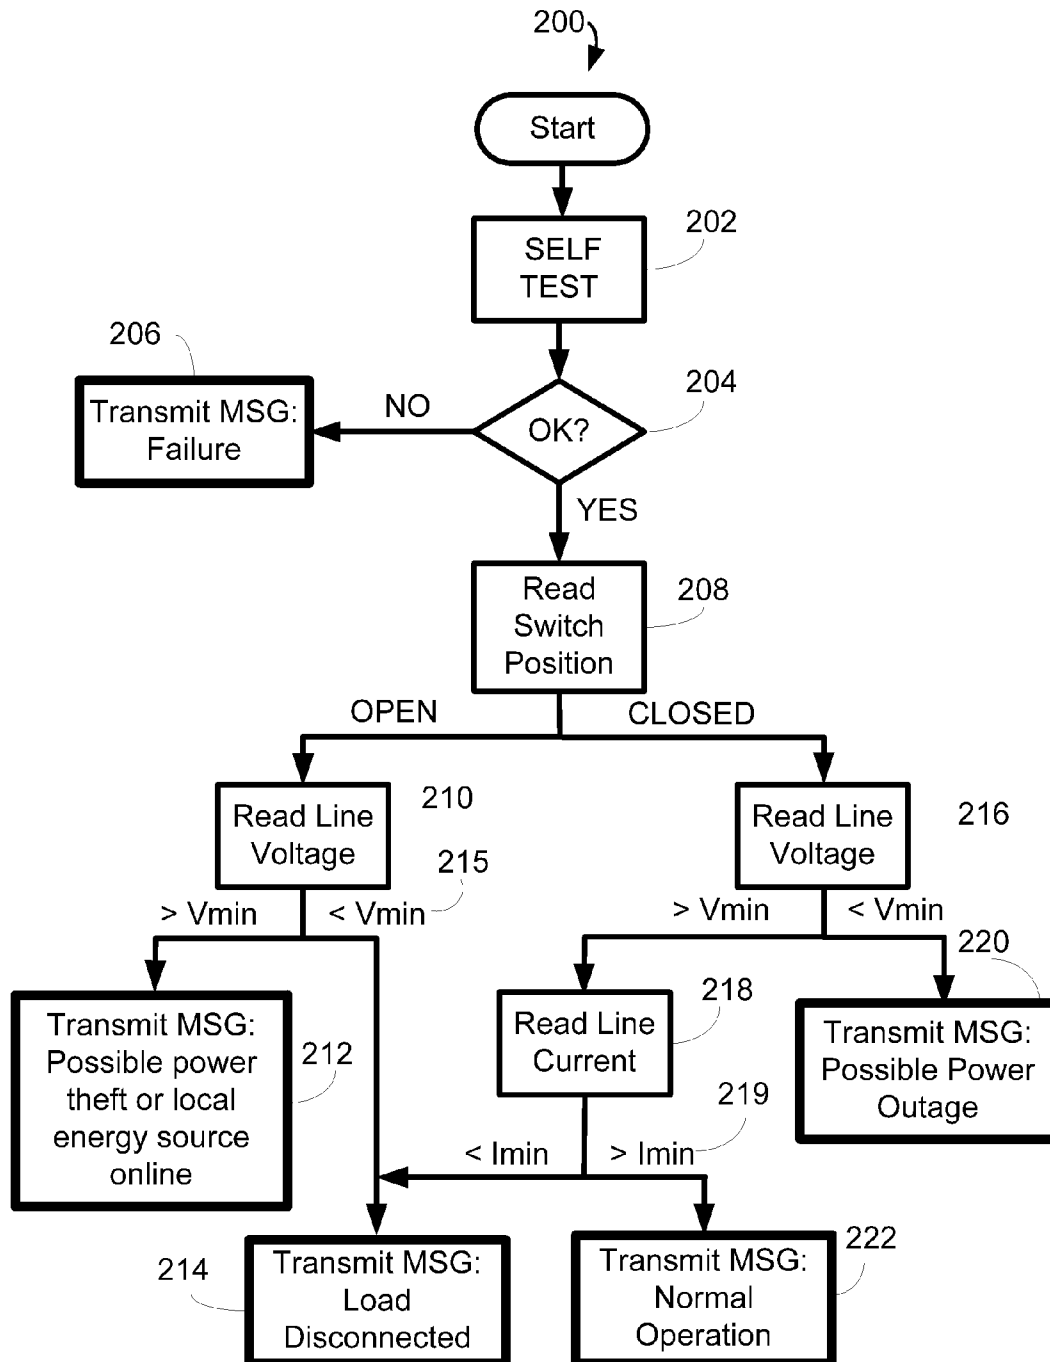 200
Start
SELF
TEST
202
206
Transmit MSG:
Failure
NO
OK?
204
YES
Read
Switch
Position
208
OPEN
CLOSED
Read Line
Voltage
210
215
> Vmin
< Vmin
Read Line
Voltage
216
> Vmin
< Vmin
220
Transmit MSG:
Possible power
theft or local
energy source
online
212
Read Line
Current
218
Transmit MSG:
Possible Power
Outage
219
< Imin
> Imin
214
Transmit MSG:
Load
Disconnected
Transmit MSG:
Normal
Operation
222